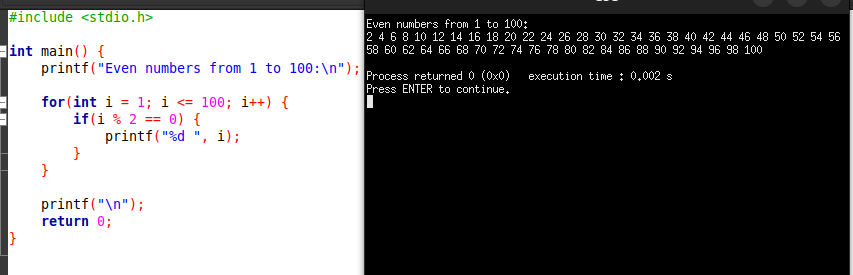 #include <stdio.h>
int main() {
    printf("Even numbers from 1 to 100:\n");
    for(int i = 1; i <= 100; i++) {
        if(i % 2 == 0) {
            printf("%d ", i);
        }
    }
    printf("\n");
    return 0;
}
Even numbers from 1 to 100:
2 4 6 8 10 12 14 16 18 20 22 24 26 28 30 32 34 36 38 40 42 44 46 48 50 52 54 56
58 60 62 64 66 68 70 72 74 76 78 80 82 84 86 88 90 92 94 96 98 100
Process returned 0 (0x0)   execution time : 0.002 s
Press ENTER to continue.